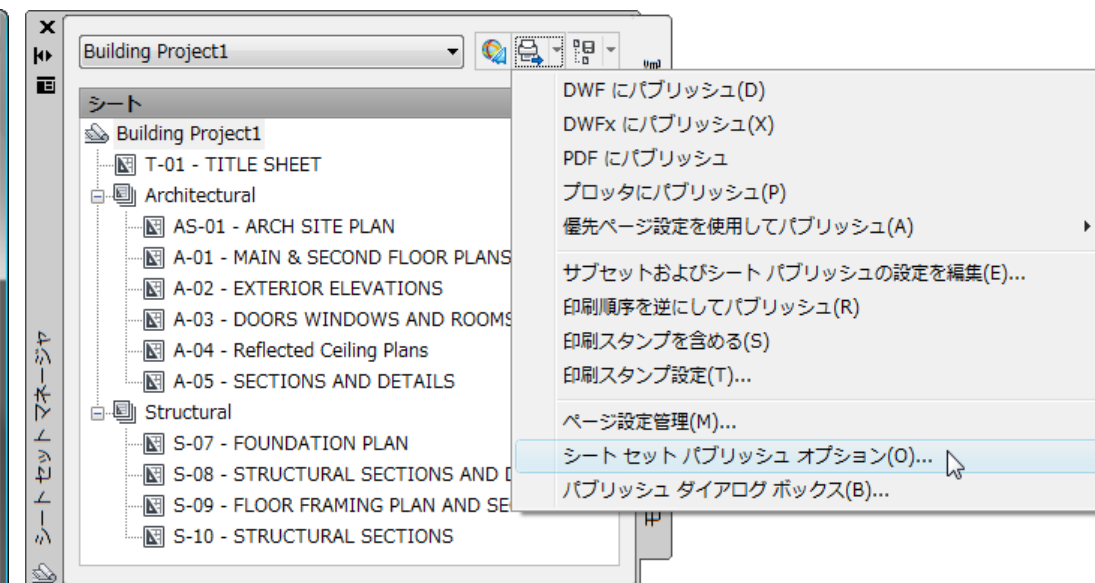 Building Project1
シート
Building Project1
T-01 - TITLE SHEET
Architectural
AS-01 - ARCH SITE PLAN
A-01 - MAIN & SECOND FLOOR PLANS
A-02 - EXTERIOR ELEVATIONS
A-03 - DOORS WINDOWS AND ROOMS
A-04 - Reflected Ceiling Plans
A-05 - SECTIONS AND DETAILS
Structural
S-07 - FOUNDATION PLAN
S-08 - STRUCTURAL SECTIONS AND
S-09 - FLOOR FRAMING PLAN AND SE
S-10 - STRUCTURAL SECTIONS
シート セット マネージャ
DWF にパブリッシュ(D)
DWFx にパブリッシュ(X)
PDF にパブリッシュ
プロッタにパブリッシュ(P)
優先ページ設定を使用してパブリッシュ(A)
サブセットおよびシート パブリッシュの設定を編集(E)...
印刷順序を逆にしてパブリッシュ(R)
印刷スタンプを含める(S)
印刷スタンプ設定(T)...
ページ設定管理(M)...
シート セット パブリッシュ オプション(O)...
パブリッシュ ダイアログ ボックス(B)...